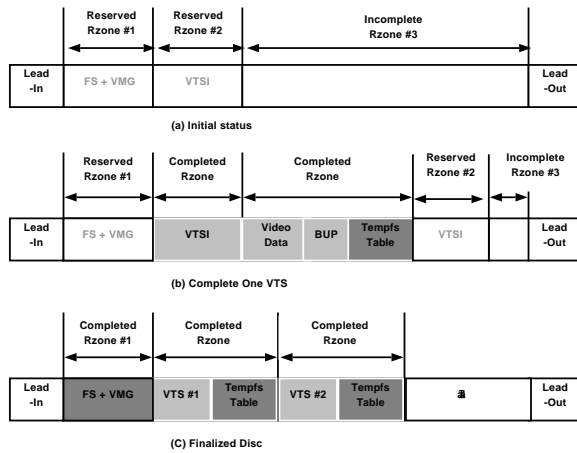 Reserved Rzone #1
Reserved Rzone #2
Incomplete Rzone #3
Lead -In
FS + VMG
VTSI
Lead -Out
(a) Initial status
Reserved Rzone #1
Completed Rzone
Completed Rzone
Reserved Rzone #2
Incomplete Rzone #3
Lead -In
FS + VMG
VTSI
Video Data
BUP
Tempfs Table
VTSI
Lead -Out
(b) Complete One VTS
Completed Rzone #1
Completed Rzone
Completed Rzone
Lead -In
FS + VMG
VTS #1
Tempfs Table
VTS #2
Tempfs Table
Lead -Out
(C) Finalized Disc